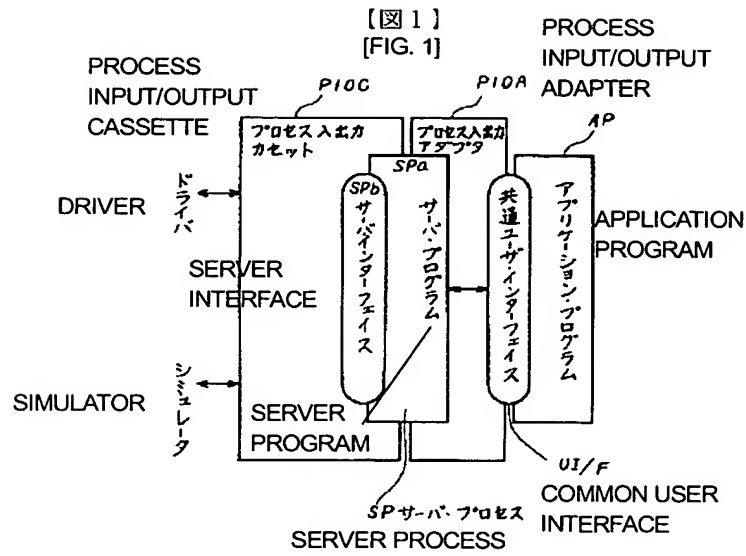 【図1】
[FIG. 1]
PROCESS
INPUT/OUTPUT
CASSETTE
PIOC
PIOA
PROCESS
INPUT/OUTPUT
ADAPTER
AP
プロセス入出力
カセット
プロセス入出力
アダプタ
SPa
SPb
サーバインターフェイス
サーバ・プログラム
共通ユーザ・インターフェイス
アプリケーション・プログラム
DRIVER
ドライバ
SERVER
INTERFACE
APPLICATION
PROGRAM
SIMULATOR
シミュレータ
SERVER
PROGRAM
UI/F
COMMON USER
INTERFACE
SP サーバ・プロセス
SERVER PROCESS